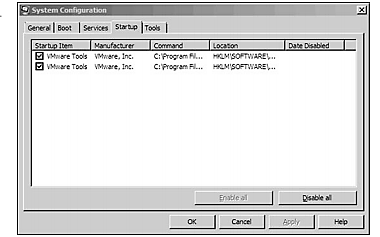 System Configuration
General Boot Services Startup Tools
Startup Item Manufacturer Command Location Date Disabled
VMware Tools VMware, Inc. C:\Program Fil... HKLM\SOFTWARE\,...
VMware Tools VMware, Inc. C:\Program Fil... HKLM\SOFTWARE\,...
Enable all Disable all
OK Cancel Apply Help